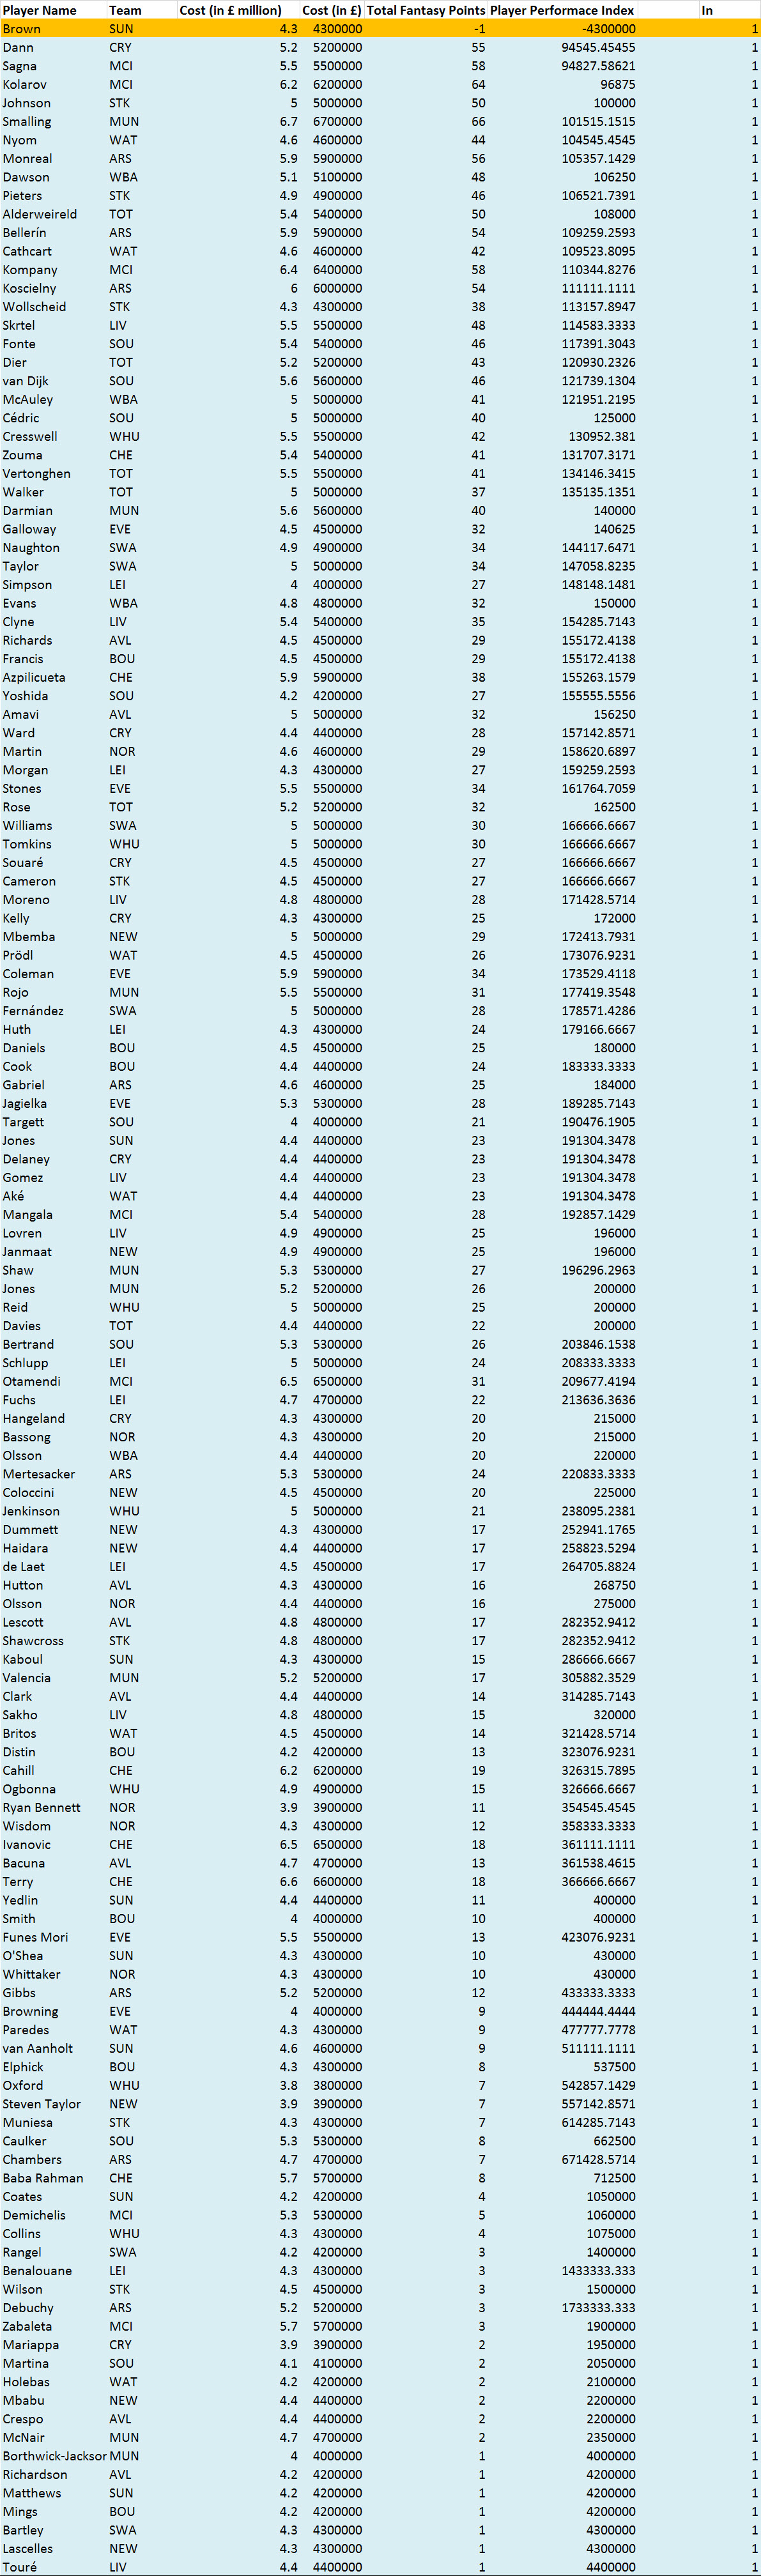 Player Name Team Cost (in £ million) Cost (in £) Total Fantasy Points Player Performace Index In
Brown SUN 4.3 4300000 -1 -4300000 1
Dann CRY 5.2 5200000 55 94545.45455 1
Sagna MCI 5.5 5500000 58 94827.58621 1
Kolarov MCI 6.2 6200000 64 96875 1
Johnson STK 5 5000000 50 100000 1
Smalling MUN 6.7 6700000 66 101515.1515 1
Nyom WAT 4.6 4600000 44 104545.4545 1
Monreal ARS 5.9 5900000 56 105357.1429 1
Dawson WBA 5.1 5100000 48 106250 1
Pieters STK 4.9 4900000 46 106521.7391 1
Alderweireld TOT 5.4 5400000 50 108000 1
Bellerín ARS 5.9 5900000 54 109259.2593 1
Cathcart WAT 4.6 4600000 42 109523.8095 1
Kompany MCI 6.4 6400000 58 110344.8276 1
Koscielny ARS 6 6000000 54 111111.1111 1
Wollscheid STK 4.3 4300000 38 113157.8947 1
Skrtel LIV 5.5 5500000 48 114583.3333 1
Fonte SOU 5.4 5400000 46 117391.3043 1
Dier TOT 5.2 5200000 43 120930.2326 1
van Dijk SOU 5.6 5600000 46 121739.1304 1
McAuley WBA 5 5000000 41 121951.2195 1
Cédric SOU 5 5000000 40 125000 1
Cresswell WHU 5.5 5500000 42 130952.381 1
Zouma CHE 5.4 5400000 41 131707.3171 1
Vertonghen TOT 5.5 5500000 41 134146.3415 1
Walker TOT 5 5000000 37 135135.1351 1
Darmian MUN 5.6 5600000 40 140000 1
Galloway EVE 4.5 4500000 32 140625 1
Naughton SWA 4.9 4900000 34 144117.6471 1
Taylor SWA 5 5000000 34 147058.8235 1
Simpson LEI 4 4000000 27 148148.1481 1
Evans WBA 4.8 4800000 32 150000 1
Clyne LIV 5.4 5400000 35 154285.7143 1
Richards AVL 4.5 4500000 29 155172.4138 1
Francis BOU 4.5 4500000 29 155172.4138 1
Azpilicueta CHE 5.9 5900000 38 155263.1579 1
Yoshida SOU 4.2 4200000 27 155555.5556 1
Amavi AVL 5 5000000 32 156250 1
Ward CRY 4.4 4400000 28 157142.8571 1
Martin NOR 4.6 4600000 29 158620.6897 1
Morgan LEI 4.3 4300000 27 159259.2593 1
Stones EVE 5.5 5500000 34 161764.7059 1
Rose TOT 5.2 5200000 32 162500 1
Williams SWA 5 5000000 30 166666.6667 1
Tomkins WHU 5 5000000 30 166666.6667 1
Souaré CRY 4.5 4500000 27 166666.6667 1
Cameron STK 4.5 4500000 27 166666.6667 1
Moreno LIV 4.8 4800000 28 171428.5714 1
Kelly CRY 4.3 4300000 25 172000 1
Mbemba NEW 5 5000000 29 172413.7931 1
Prödl WAT 4.5 4500000 26 173076.9231 1
Coleman EVE 5.9 5900000 34 173529.4118 1
Rojo MUN 5.5 5500000 31 177419.3548 1
Fernández SWA 5 5000000 28 178571.4286 1
Huth LEI 4.3 4300000 24 179166.6667 1
Daniels BOU 4.5 4500000 25 180000 1
Cook BOU 4.4 4400000 24 183333.3333 1
Gabriel ARS 4.6 4600000 25 184000 1
Jagielka EVE 5.3 5300000 28 189285.7143 1
Targett SOU 4 4000000 21 190476.1905 1
Jones SUN 4.4 4400000 23 191304.3478 1
Delaney CRY 4.4 4400000 23 191304.3478 1
Gomez LIV 4.4 4400000 23 191304.3478 1
Aké WAT 4.4 4400000 23 191304.3478 1
Mangala MCI 5.4 5400000 28 192857.1429 1
Lovren LIV 4.9 4900000 25 196000 1
Janmaat NEW 4.9 4900000 25 196000 1
Shaw MUN 5.3 5300000 27 196296.2963 1
Jones MUN 5.2 5200000 26 200000 1
Reid WHU 5 5000000 25 200000 1
Davies TOT 4.4 4400000 22 200000 1
Bertrand SOU 5.3 5300000 26 203846.1538 1
Schlupp LEI 5 5000000 24 208333.3333 1
Otamendi MCI 6.5 6500000 31 209677.4194 1
Fuchs LEI 4.7 4700000 22 213636.3636 1
Hangeland CRY 4.3 4300000 20 215000 1
Bassong NOR 4.3 4300000 20 215000 1
Olsson WBA 4.4 4400000 20 220000 1
Mertesacker ARS 5.3 5300000 24 220833.3333 1
Coloccini NEW 4.5 4500000 20 225000 1
Jenkinson WHU 5 5000000 21 238095.2381 1
Dummett NEW 4.3 4300000 17 252941.1765 1
Haidara NEW 4.4 4400000 17 258823.5294 1
de Laet LEI 4.5 4500000 17 264705.8824 1
Hutton AVL 4.3 4300000 16 268750 1
Olsson NOR 4.4 4400000 16 275000 1
Lescott AVL 4.8 4800000 17 282352.9412 1
Shawcross STK 4.8 4800000 17 282352.9412 1
Kaboul SUN 4.3 4300000 15 286666.6667 1
Valencia MUN 5.2 5200000 17 305882.3529 1
Clark AVL 4.4 4400000 14 314285.7143 1
Sakho LIV 4.8 4800000 15 320000 1
Britos WAT 4.5 4500000 14 321428.5714 1
Distin BOU 4.2 4200000 13 323076.9231 1
Cahill CHE 6.2 6200000 19 326315.7895 1
Ogbonna WHU 4.9 4900000 15 326666.6667 1
Ryan Bennett NOR 3.9 3900000 11 354545.4545 1
Wisdom NOR 4.3 4300000 12 358333.3333 1
Ivanovic CHE 6.5 6500000 18 361111.1111 1
Bacuna AVL 4.7 4700000 13 361538.4615 1
Terry CHE 6.6 6600000 18 366666.6667 1
Yedlin SUN 4.4 4400000 11 400000 1
Smith BOU 4 4000000 10 400000 1
Funes Mori EVE 5.5 5500000 13 423076.9231 1
O'Shea SUN 4.3 4300000 10 430000 1
Whittaker NOR 4.3 4300000 10 430000 1
Gibbs ARS 5.2 5200000 12 433333.3333 1
Browning EVE 4 4000000 9 444444.4444 1
Paredes WAT 4.3 4300000 9 477777.7778 1
van Aanholt SUN 4.6 4600000 9 511111.1111 1
Elphick BOU 4.3 4300000 8 537500 1
Oxford WHU 3.8 3800000 7 542857.1429 1
Steven Taylor NEW 3.9 3900000 7 557142.8571 1
Muniesa STK 4.3 4300000 7 614285.7143 1
Caulker SOU 5.3 5300000 8 662500 1
Chambers ARS 4.7 4700000 7 671428.5714 1
Baba Rahman CHE 5.7 5700000 8 712500 1
Coates SUN 4.2 4200000 4 1050000 1
Demichelis MCI 5.3 5300000 5 1060000 1
Collins WHU 4.3 4300000 4 1075000 1
Rangel SWA 4.2 4200000 3 1400000 1
Benalouane LEI 4.3 4300000 3 1433333.333 1
Wilson STK 4.5 4500000 3 1500000 1
Debuchy ARS 5.2 5200000 3 1733333.333 1
Zabaleta MCI 5.7 5700000 3 1900000 1
Mariappa CRY 3.9 3900000 2 1950000 1
Martina SOU 4.1 4100000 2 2050000 1
Holebas WAT 4.2 4200000 2 2100000 1
Mbabu NEW 4.4 4400000 2 2200000 1
Crespo AVL 4.4 4400000 2 2200000 1
McNair MUN 4.7 4700000 2 2350000 1
Borthwick-Jacksor MUN 4 4000000 1 4000000 1
Richardson AVL 4.2 4200000 1 4200000 1
Matthews SUN 4.2 4200000 1 4200000 1
Mings BOU 4.2 4200000 1 4200000 1
Bartley SWA 4.3 4300000 1 4300000 1
Lascelles NEW 4.3 4300000 1 4300000 1
Touré LIV 4.4 4400000 1 4400000 1